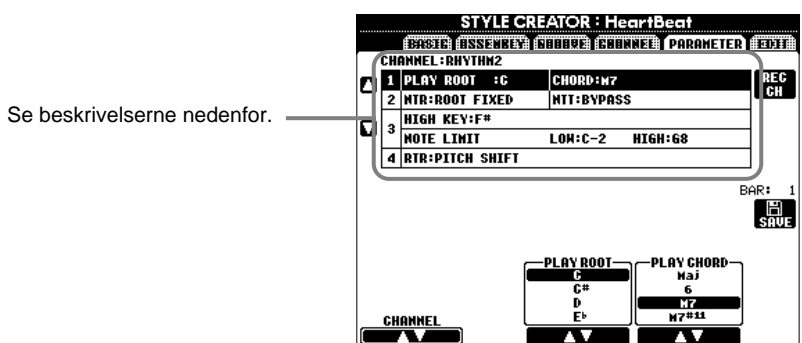 STYLE CREATOR : HeartBeat
BASIC ASSEMBLY GROOVE CHANNEL PARAMETER EDIT
CHANNEL:RHYTHM2
1 PLAY ROOT :C CHORD:M7
REC CH
2 NTR:ROOT FIXED NTT:BYPASS
Se beskrivelserne nedenfor.
3 HIGH KEY:F#
NOTE LIMIT LOW:C-2 HIGH:G8
4 RTR:PITCH SHIFT
BAR: 1
SAVE
PLAY ROOT PLAY CHORD
C Maj
C# 6
D M7
E♭ M7#11
CHANNEL